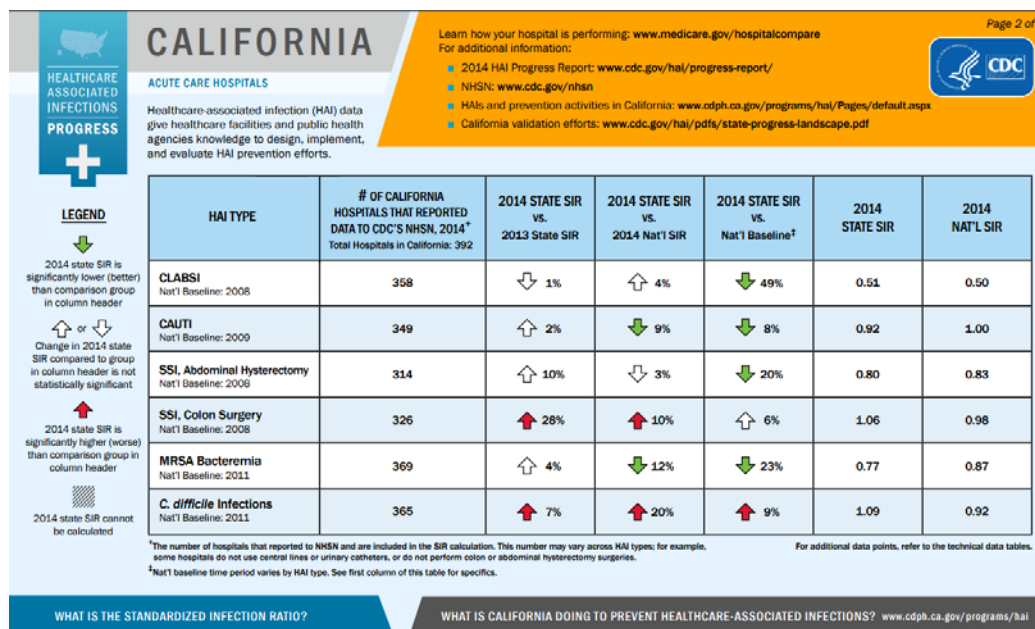 HEALTHCARE
ASSOCIATED
INFECTIONS
PROGRESS
CALIFORNIA
ACUTE CARE HOSPITALS
Healthcare-associated infection (HAI) data
give healthcare facilities and public health
agencies knowledge to design, implement,
and evaluate HAI prevention efforts.
Learn how your hospital is performing: www.medicare.gov/hospitalcompare
For additional information:
■ 2014 HAI Progress Report: www.cdc.gov/hai/progress-report/
■ NHSN: www.cdc.gov/nhsn
■ HAIs and prevention activities in California: www.cdph.ca.gov/programs/hai/Pages/default.aspx
■ California validation efforts: www.cdc.gov/hai/pdfs/state-progress-landscape.pdf
Page 2 of
CDC
LEGEND
2014 state SIR is
significantly lower (better)
than comparison group
in column header
or
Change in 2014 state
SIR compared to group
in column header is not
statistically significant
2014 state SIR is
significantly higher (worse)
than comparison group in
column header
2014 state SIR cannot
be calculated
HAI TYPE
# OF CALIFORNIA
HOSPITALS THAT REPORTED
DATA TO CDC'S NHSN, 2014+
Total Hospitals in California: 392
2014 STATE SIR
vs.
2013 State SIR
2014 STATE SIR
vs.
2014 Nat'l SIR
2014 STATE SIR
vs.
Nat'l Baseline‡
2014
STATE SIR
2014
NAT'L SIR
CLABSI
Nat'l Baseline: 2008
358 1% 4% 49% 0.51 0.50
CAUTI
Nat'l Baseline: 2009
349 2% 9% 8% 0.92 1.00
SSI, Abdominal Hysterectomy
Nat'l Baseline: 2008
314 10% 3% 20% 0.80 0.83
SSI, Colon Surgery
Nat'l Baseline: 2008
326 28% 10% 6% 1.06 0.98
MRSA Bacteremia
Nat'l Baseline: 2011
369 4% 12% 23% 0.77 0.87
C. difficile Infections
Nat'l Baseline: 2011
365 7% 20% 9% 1.09 0.92
+The number of hospitals that reported to NHSN and are included in the SIR calculation. This number may vary across HAI types; for example,
some hospitals do not use central lines or urinary catheters, or do not perform colon or abdominal hysterectomy surgeries.
‡Nat'l baseline time period varies by HAI type. See first column of this table for specifics.
For additional data points, refer to the technical data tables.
WHAT IS THE STANDARDIZED INFECTION RATIO?
WHAT IS CALIFORNIA DOING TO PREVENT HEALTHCARE-ASSOCIATED INFECTIONS? www.cdph.ca.gov/programs/hai